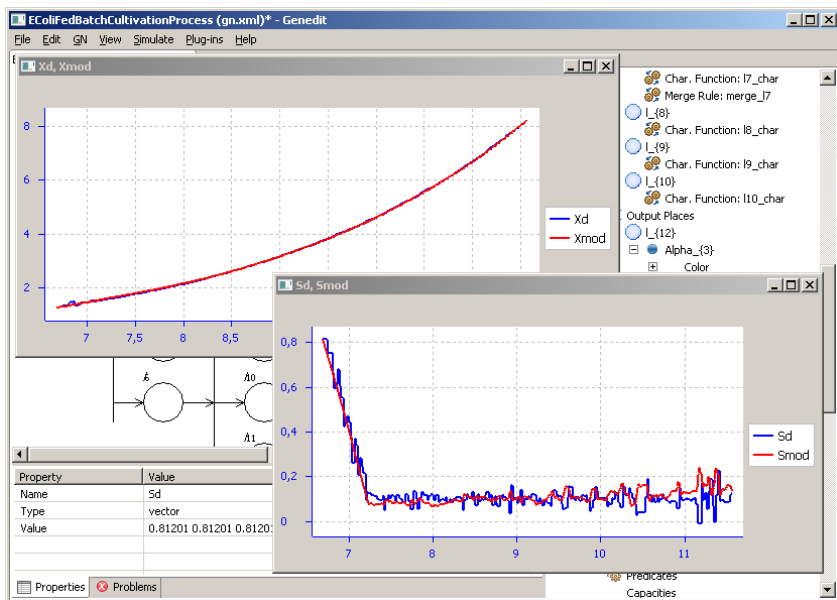 EColiFedBatchCultivationProcess (gn.xml)* - Genedit
File Edit GN View Simulate Plug-ins Help
Xd, Xmod
8
6
4
2
7 7,5 8 8,5
Xd
Xmod
Char. Function: l7_char
Merge Rule: merge_l7
l_{8}
Char. Function: l8_char
l_{9}
Char. Function: l9_char
l_{10}
Char. Function: l10_char
Output Places
l_{12}
Alpha_{3}
Color
Sd, Smod
0,8
0,6
0,4
0,2
0
7 8 9 10 11
Sd
Smod
Property Value
Name Sd
Type vector
Value 0.81201 0.81201 0.81201
Properties Problems
Predicates
Capacities